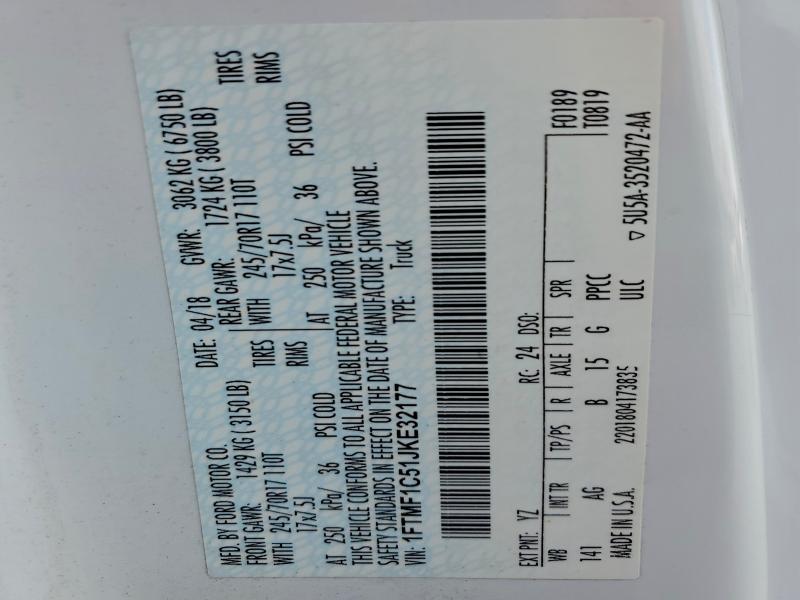 MFD. BY FORD MOTOR CO.
DATE: 04/18 GVWR: 3062 KG ( 6750 LB)
FRONT GAWR: 1429 KG ( 3150 LB) REAR GAWR: 1724 KG ( 3800 LB)
WITH 245/70R17 110T TIRES WITH 245/70R17 110T TIRES
17x7.5J RIMS 17x7.5J RIMS
AT 250 kPa/ 36 PSI COLD AT 250 kPa/ 36 PSI COLD
THIS VEHICLE CONFORMS TO ALL APPLICABLE FEDERAL MOTOR VEHICLE
SAFETY STANDARDS IN EFFECT ON THE DATE OF MANUFACTURE SHOWN ABOVE.
VIN: 1FTMF1C51JKE32177 TYPE: Truck
EXT PNT: YZ RC: 24 DSO: F0189
T0819
WB INT TR TP/PS R AXLE TR SPR
141 AG B 15 G PPCC
ULC
2201804173835
MADE IN U.S.A. ▽ 5U5A-3520472-AA